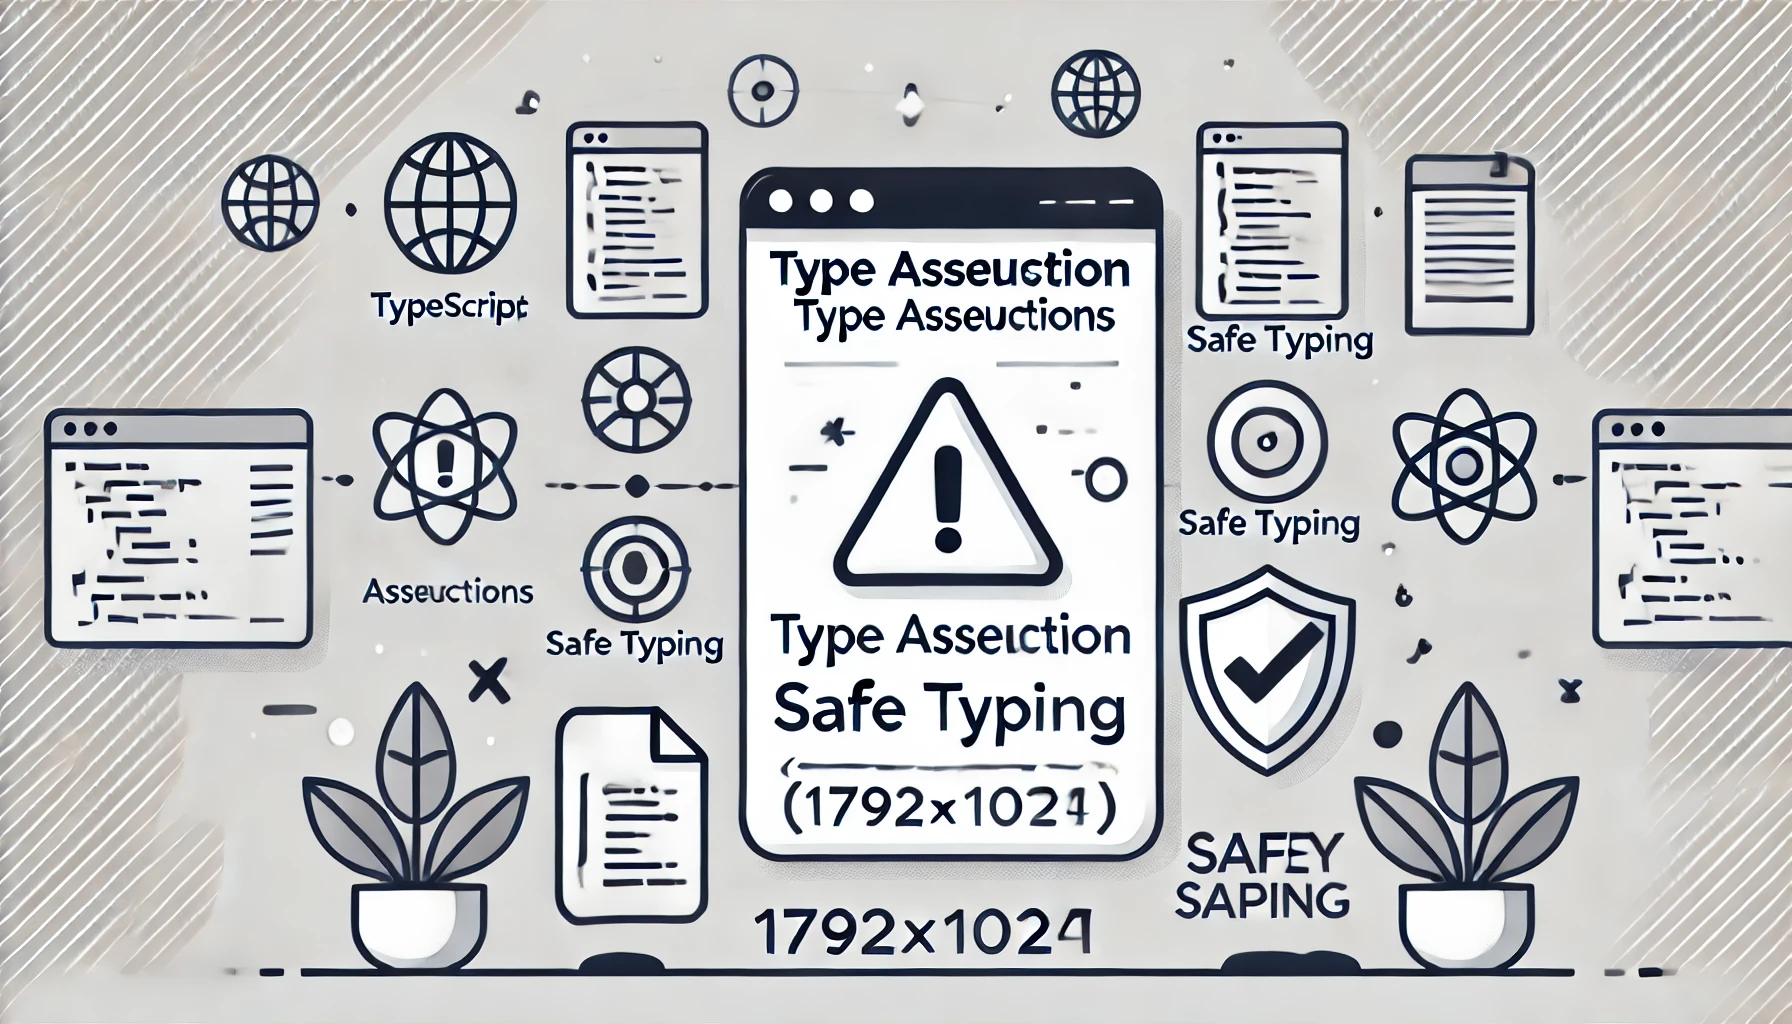 TypeScript
Asseuctions
Safe Typing
Type Asseuction
Type Asseuctions
Type Asselction
Safe Typing
(1792x1024)
1792x1024
Safe Typing
Safe Typing
SAFEY
SAPING